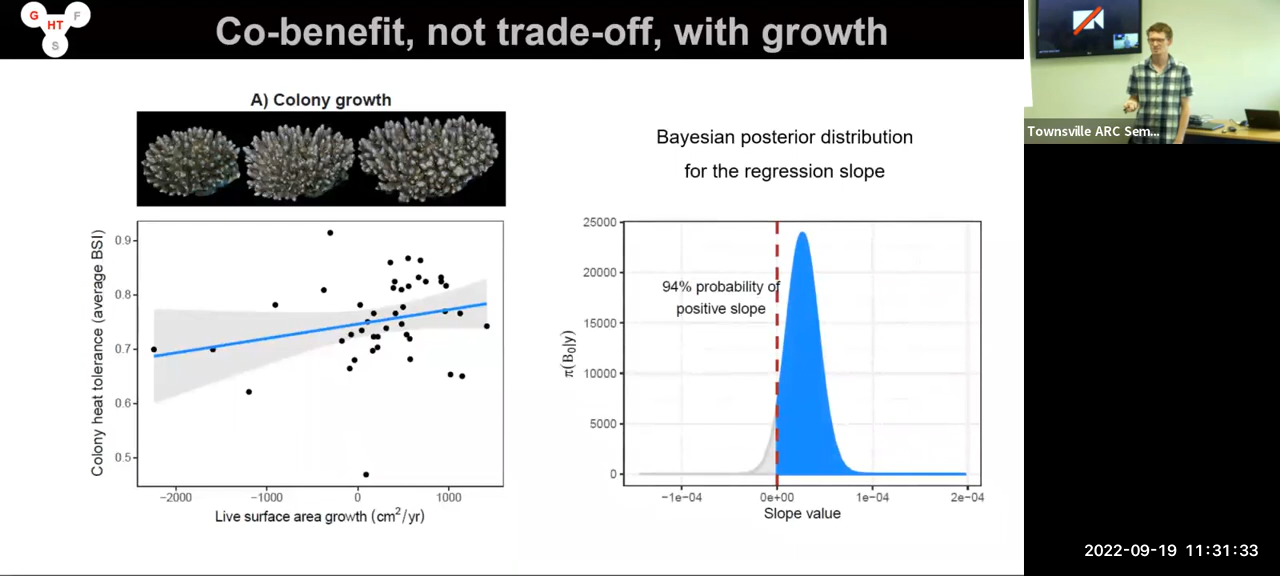 G
F
HT
S
Co-benefit, not trade-off, with growth
A) Colony growth
Colony heat tolerance (average BSI)
0.9
0.8
0.7
0.6
0.5
−2000
−1000
0
1000
Live surface area growth (cm²/yr)
Bayesian posterior distribution
for the regression slope
94% probability of
positive slope
π(B₀|y)
25000
20000
15000
10000
5000
0
−1e−04
0e+00
1e−04
2e−04
Slope value
Townsville ARC Sem...
2022-09-19 11:31:33